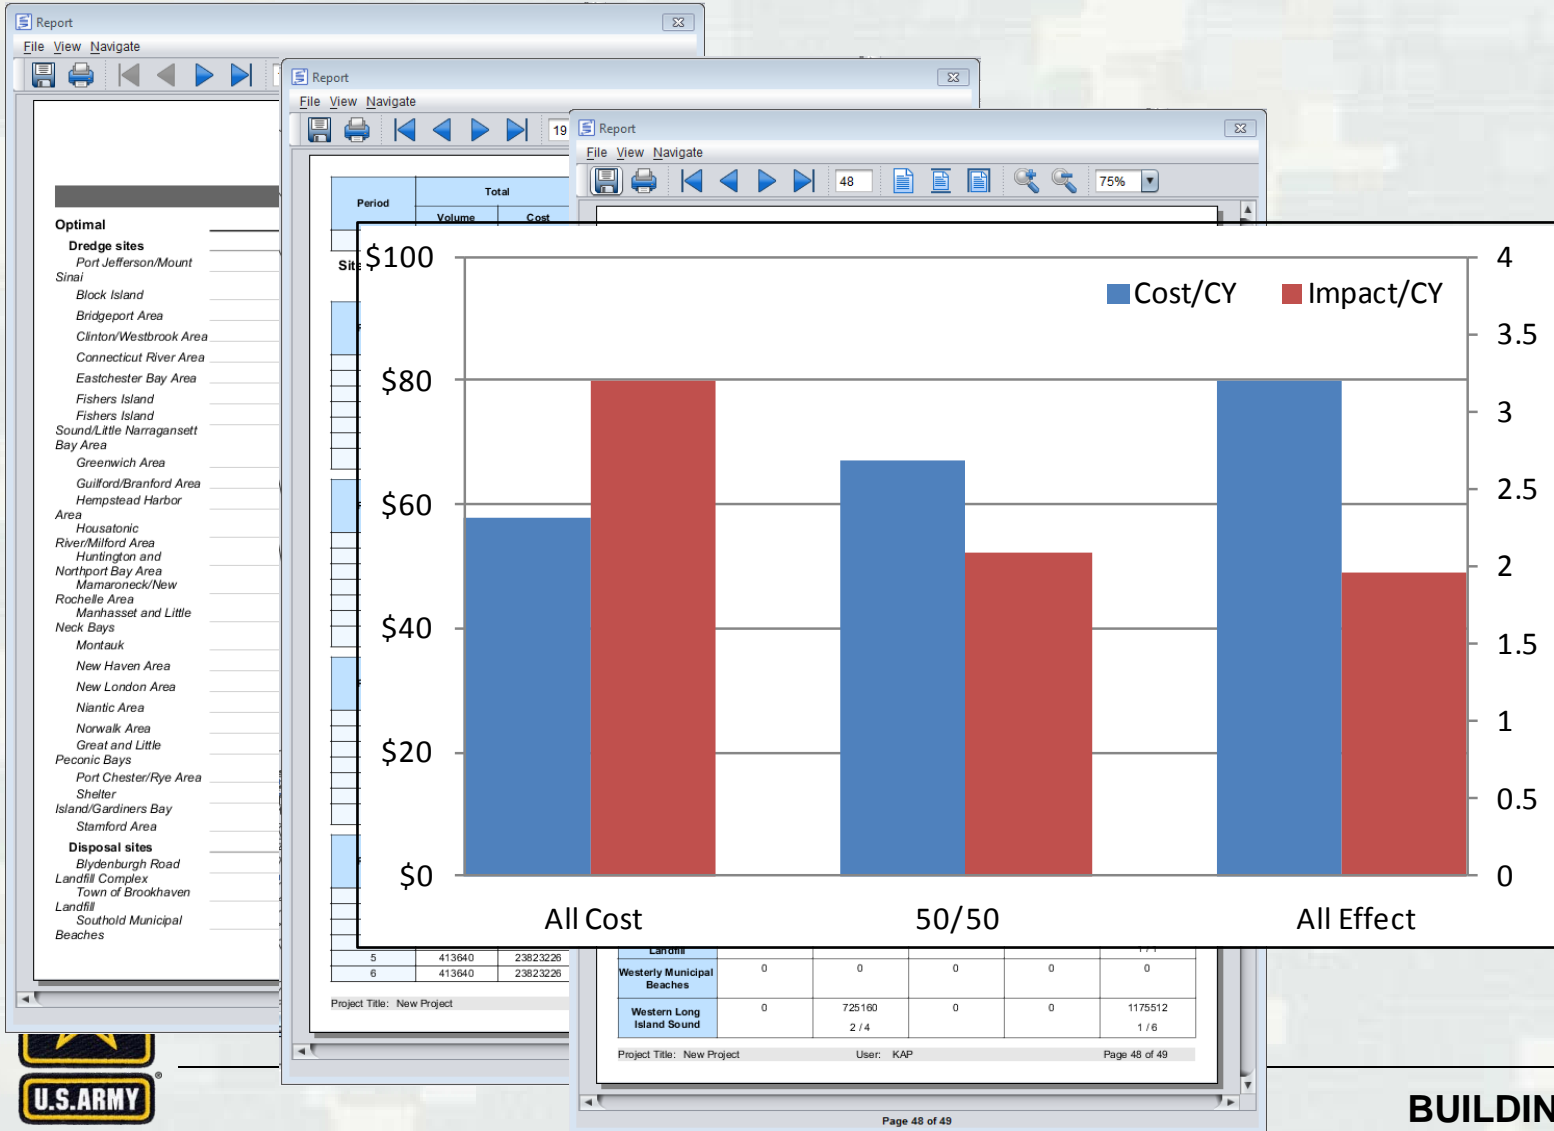 Report
File View Navigate
Optimal
Dredge sites
Port Jefferson/Mount
Sinai
Block Island
Bridgeport Area
Clinton/Westbrook Area
Connecticut River Area
Eastchester Bay Area
Fishers Island
Fishers Island
Sound/Little Narragansett
Bay Area
Greenwich Area
Guilford/Branford Area
Hempstead Harbor
Area
Housatonic
River/Milford Area
Huntington and
Northport Bay Area
Mamaroneck/New
Rochelle Area
Manhasset and Little
Neck Bays
Montauk
New Haven Area
New London Area
Niantic Area
Norwalk Area
Great and Little
Peconic Bays
Port Chester/Rye Area
Shelter
Island/Gardiners Bay
Stamford Area
Disposal sites
Blydenburgh Road
Landfill Complex
Town of Brookhaven
Landfill
Southold Municipal
Beaches
Report
File View Navigate
19
Period
Total
Volume Cost
5 413640 23823226
6 413640 23823226
Project Title: New Project
Report
File View Navigate
48
75%
$100
$80
$60
$40
$20
$0
Cost/CY Impact/CY
4
3.5
3
2.5
2
1.5
1
0.5
0
All Cost 50/50 All Effect
Landfill
Westerly Municipal
Beaches
0 0 0 0 0
Western Long
Island Sound
0 725160 0 0 1175512
2 / 4 1 / 6
Project Title: New Project User: KAP Page 48 of 49
Page 48 of 49
U.S.ARMY
®
BUILDIN